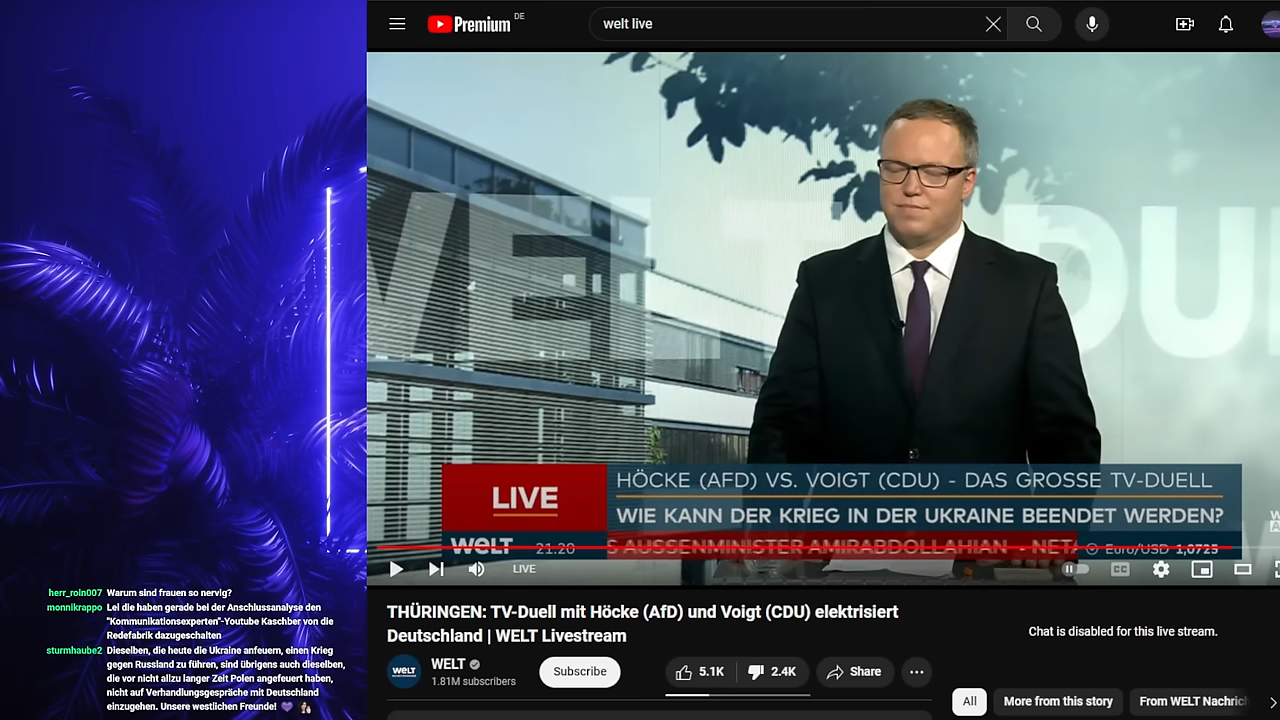 Premium DE
welt live
WELT DUE
LIVE
HÖCKE (AFD) VS. VOIGT (CDU) - DAS GROSSE TV-DUELL
WIE KANN DER KRIEG IN DER UKRAINE BEENDET WERDEN?
welt 21:20 S AUSSENMINISTER AMIRABDOLLAHIAN - NETA Euro/USD 1,0725
LIVE
CC
THÜRINGEN: TV-Duell mit Höcke (AfD) und Voigt (CDU) elektrisiert
Deutschland | WELT Livestream
Chat is disabled for this live stream.
welt
WELT
1.81M subscribers
Subscribe
5.1K
2.4K
Share
All
More from this story
From WELT Nachric
herr_roin007 Warum sind frauen so nervig?
monnikrappo Lei die haben gerade bei der Anschlussanalyse den
"Kommunikationsexperten"-Youtube Kaschber von die
Redefabrik dazugeschalten
sturmhaube2 Dieselben, die heute die Ukraine anfeuern, einen Krieg
gegen Russland zu führen, sind übrigens auch dieselben,
die vor nicht allzu langer Zeit Polen angefeuert haben,
nicht auf Verhandlungsgespräche mit Deutschland
einzugehen. Unsere westlichen Freunde! 💜